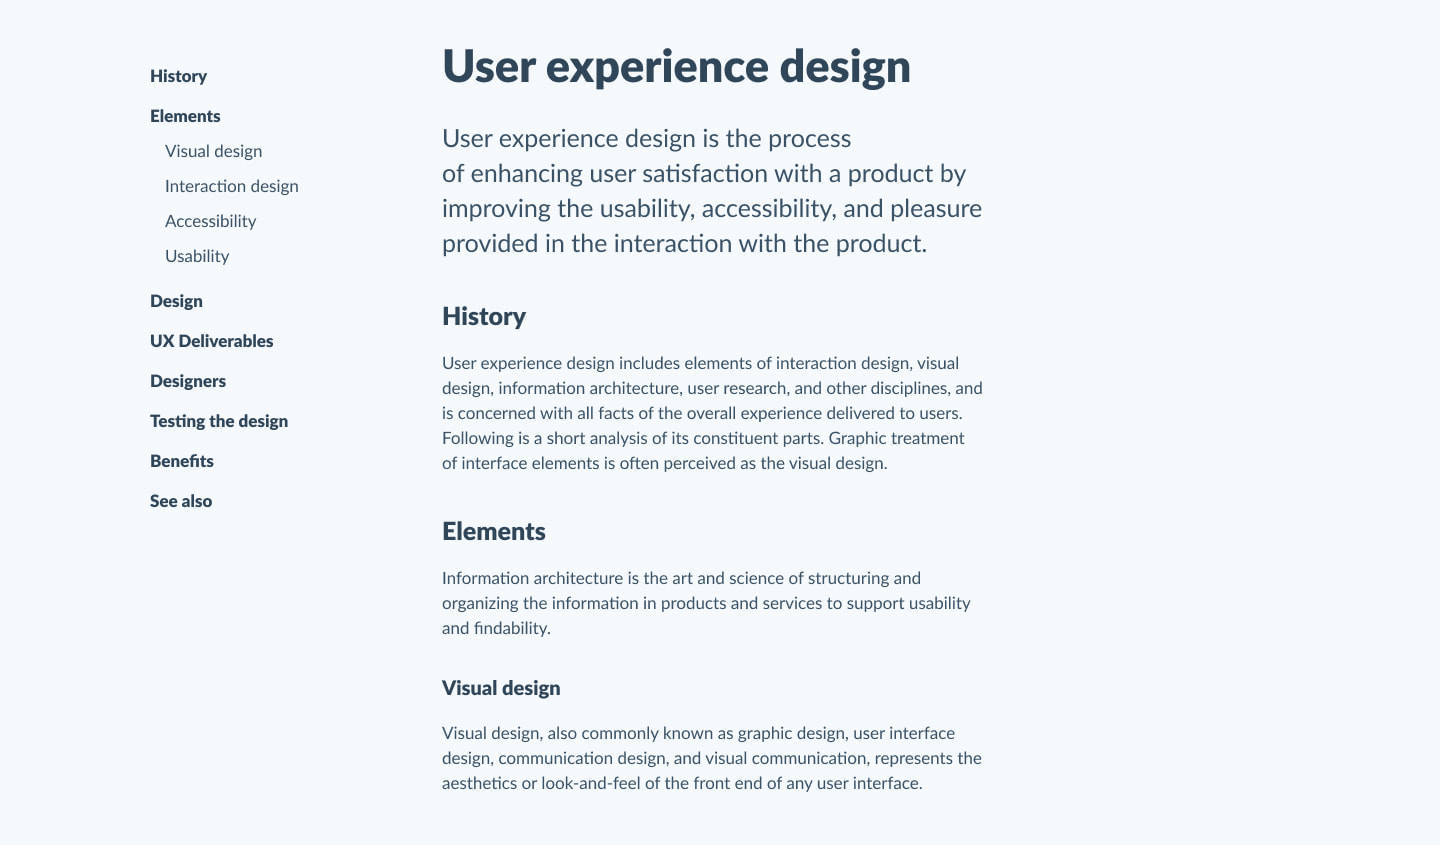 History
Elements
Visual design
Interaction design
Accessibility
Usability
Design
UX Deliverables
Designers
Testing the design
Benefits
See also
User experience design
User experience design is the process
of enhancing user satisfaction with a product by
improving the usability, accessibility, and pleasure
provided in the interaction with the product.
History
User experience design includes elements of interaction design, visual
design, information architecture, user research, and other disciplines, and
is concerned with all facts of the overall experience delivered to users.
Following is a short analysis of its constituent parts. Graphic treatment
of interface elements is often perceived as the visual design.
Elements
Information architecture is the art and science of structuring and
organizing the information in products and services to support usability
and findability.
Visual design
Visual design, also commonly known as graphic design, user interface
design, communication design, and visual communication, represents the
aesthetics or look-and-feel of the front end of any user interface.